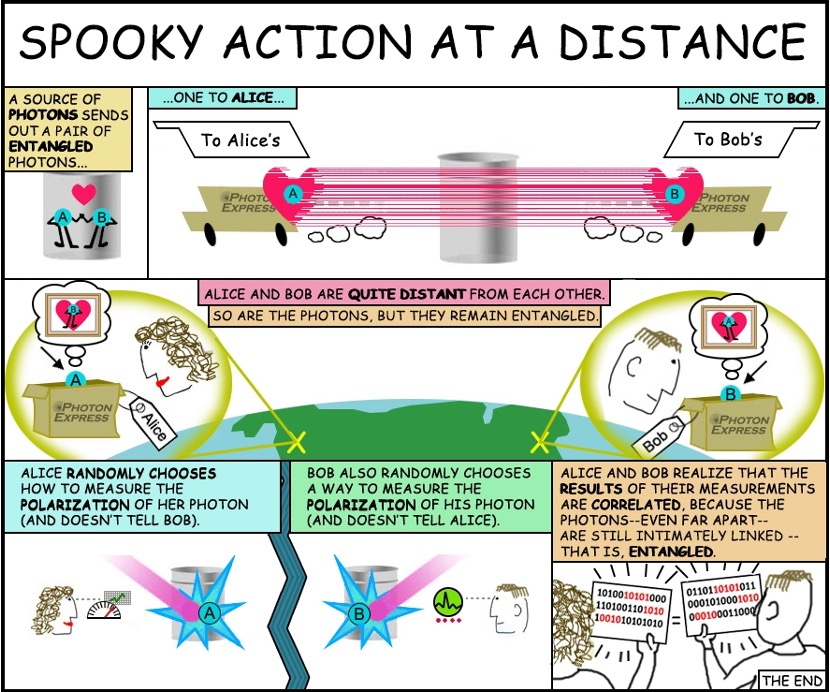 SPOOKY ACTION AT A DISTANCE
A SOURCE OF
PHOTONS SENDS
OUT A PAIR OF
ENTANGLED
PHOTONS...
A
B
...ONE TO ALICE...
...AND ONE TO BOB.
To Alice's
To Bob's
PHOTON
EXPRESS
A
B
PHOTON
EXPRESS
ALICE AND BOB ARE QUITE DISTANT FROM EACH OTHER.
SO ARE THE PHOTONS, BUT THEY REMAIN ENTANGLED.
B
A
PHOTON
EXPRESS
Alice
A
B
PHOTON
EXPRESS
Bob
ALICE RANDOMLY CHOOSES
HOW TO MEASURE THE
POLARIZATION OF HER PHOTON
(AND DOESN'T TELL BOB).
A
BOB ALSO RANDOMLY CHOOSES
A WAY TO MEASURE THE
POLARIZATION OF HIS PHOTON
(AND DOESN'T TELL ALICE).
B
ALICE AND BOB REALIZE THAT THE
RESULTS OF THEIR MEASUREMENTS
ARE CORRELATED, BECAUSE THE
PHOTONS--EVEN FAR APART--
ARE STILL INTIMATELY LINKED --
THAT IS, ENTANGLED.
1010010101000
1101001101010
1001010101010
=
0110110101011
0001010001010
0001000110001
THE END